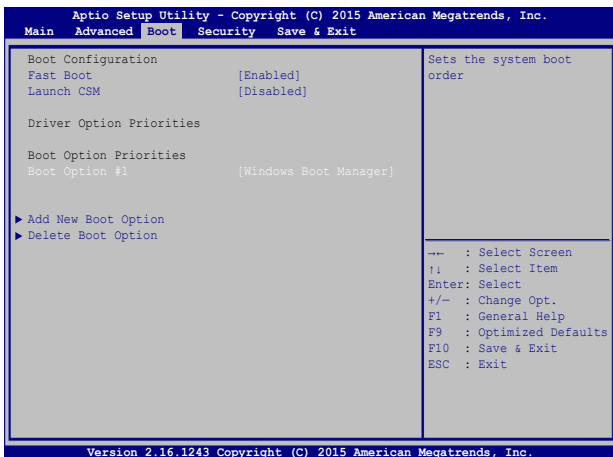 Aptio Setup Utility - Copyright (C) 2015 American Megatrends, Inc.
Main Advanced Boot Security Save & Exit
Boot Configuration
Fast Boot [Enabled]
Launch CSM [Disabled]
Driver Option Priorities
Boot Option Priorities
Boot Option #1 [Windows Boot Manager]
▶ Add New Boot Option
▶ Delete Boot Option
Sets the system boot
order
→← : Select Screen
↑↓ : Select Item
Enter: Select
+/— : Change Opt.
F1 : General Help
F9 : Optimized Defaults
F10 : Save & Exit
ESC : Exit
Version 2.16.1243 Copyright (C) 2015 American Megatrends, Inc.